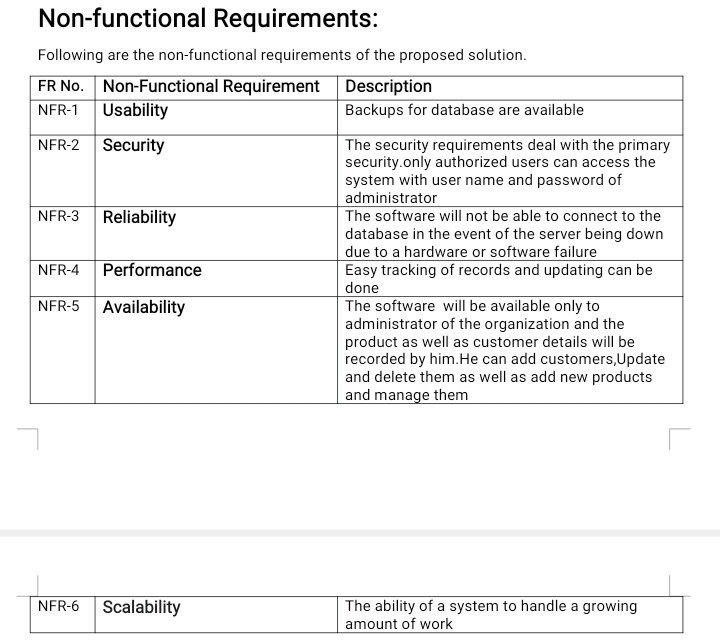 Non-functional Requirements:
Following are the non-functional requirements of the proposed solution.
FR No. Non-Functional Requirement Description
NFR-1 Usability Backups for database are available
NFR-2 Security The security requirements deal with the primary
security.only authorized users can access the
system with user name and password of
administrator
NFR-3 Reliability The software will not be able to connect to the
database in the event of the server being down
due to a hardware or software failure
NFR-4 Performance Easy tracking of records and updating can be
done
NFR-5 Availability The software will be available only to
administrator of the organization and the
product as well as customer details will be
recorded by him.He can add customers,Update
and delete them as well as add new products
and manage them
NFR-6 Scalability The ability of a system to handle a growing
amount of work